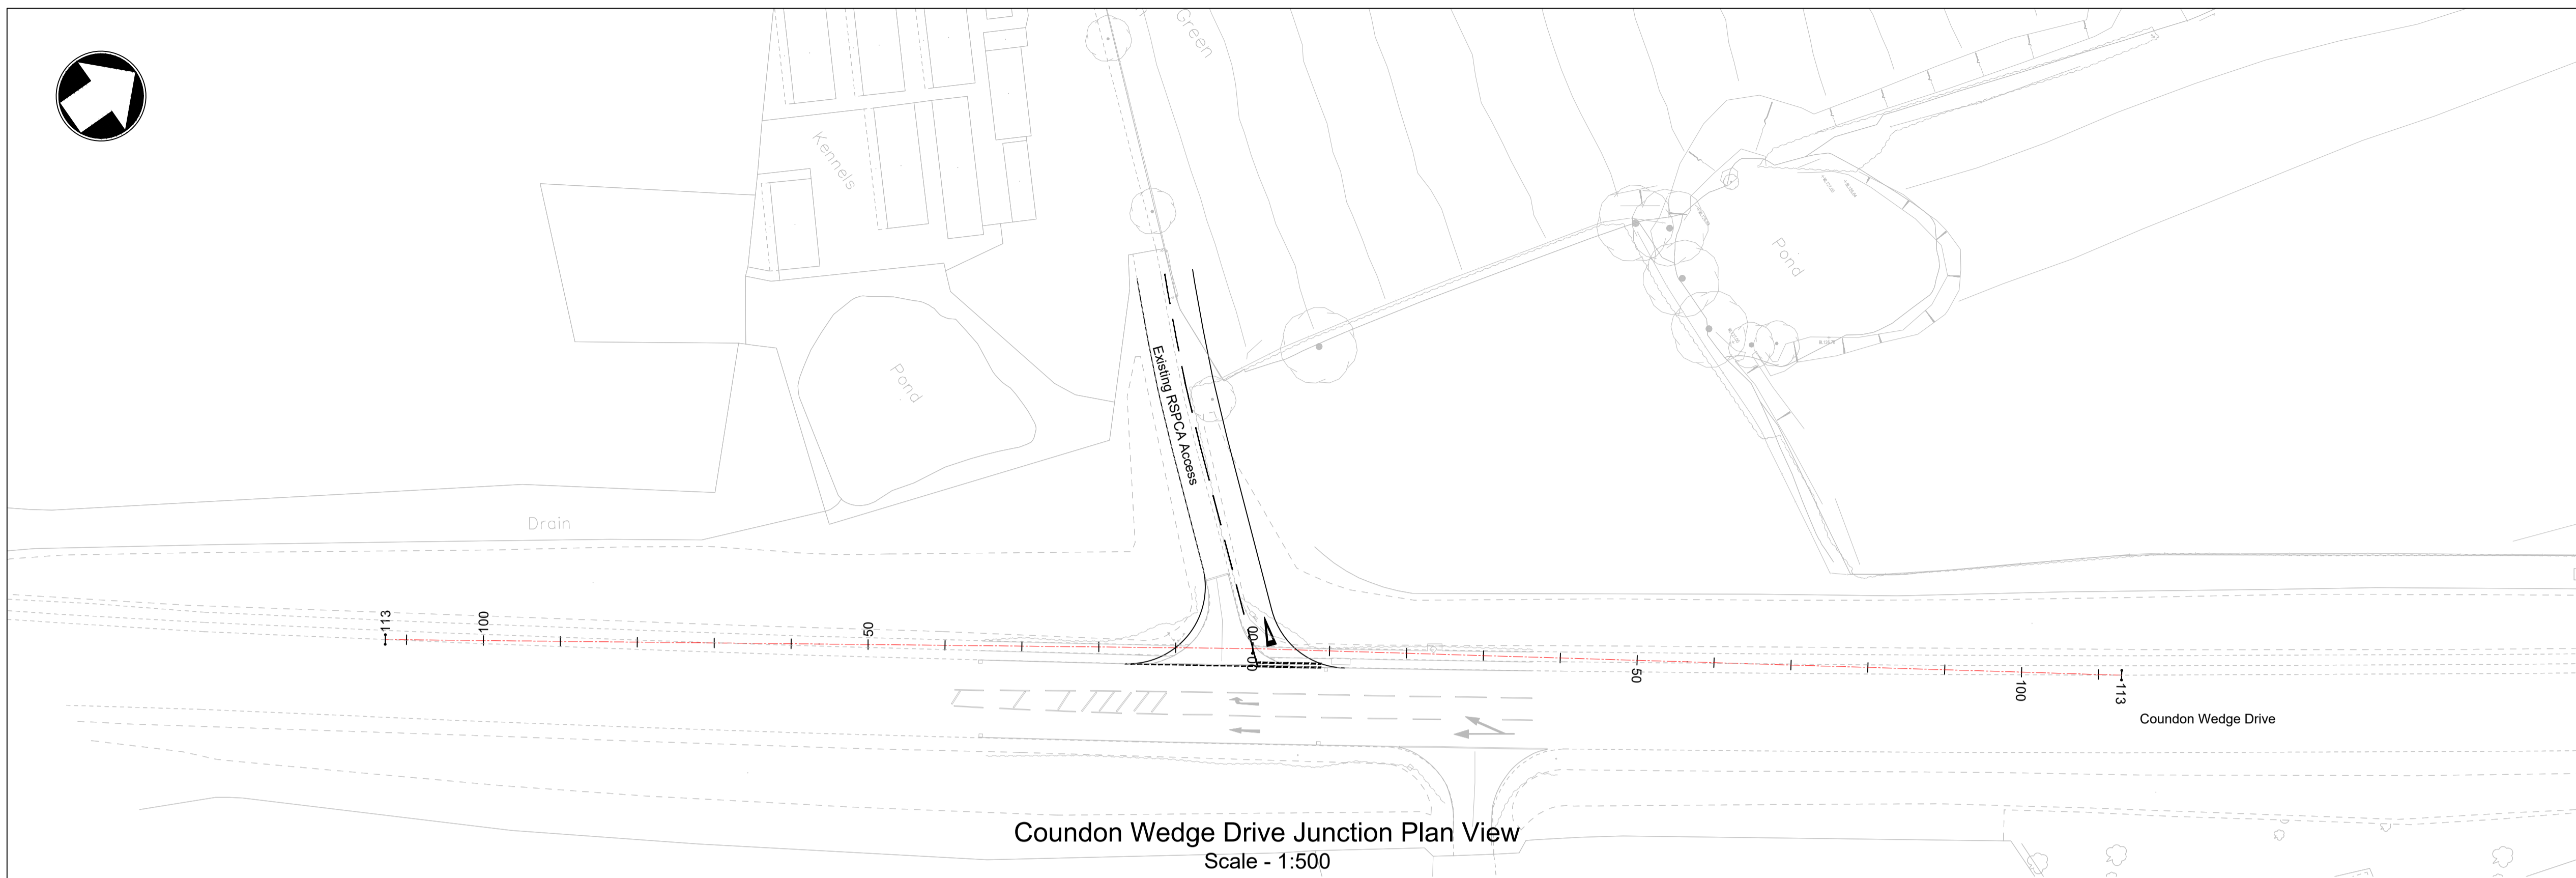 Green
Kennels
Pond
Pond
Existing RSPCA Access
Drain
113
100
50
00
00
50
100
113
Coundon Wedge Drive
Coundon Wedge Drive Junction Plan View
Scale - 1:500